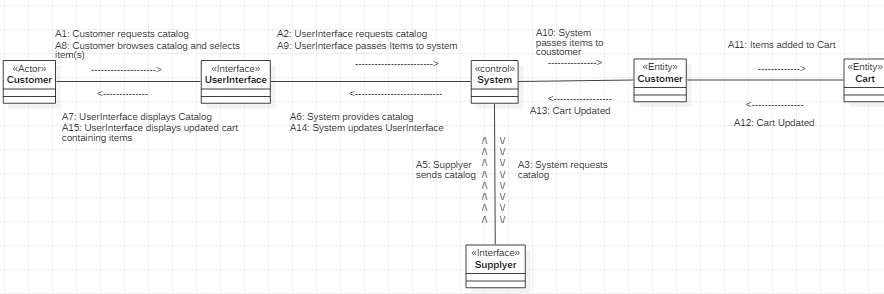 A1: Customer requests catalog
A8: Customer browses catalog and selects
item(s)
A2: UserInterface requests catalog
A9: UserInterface passes Items to system
A10: System
passes items to
coustomer
A11: Items added to Cart
«Actor»
Customer
«Interface»
UserInterface
«control»
System
«Entity»
Customer
«Entity»
Cart
A7: UserInterface displays Catalog
A15: UserInterface displays updated cart
containing items
A6: System provides catalog
A14: System updates UserInterface
A13: Cart Updated
A12: Cart Updated
A5: Supplyer
sends catalog
A3: System requests
catalog
«Interface»
Supplyer